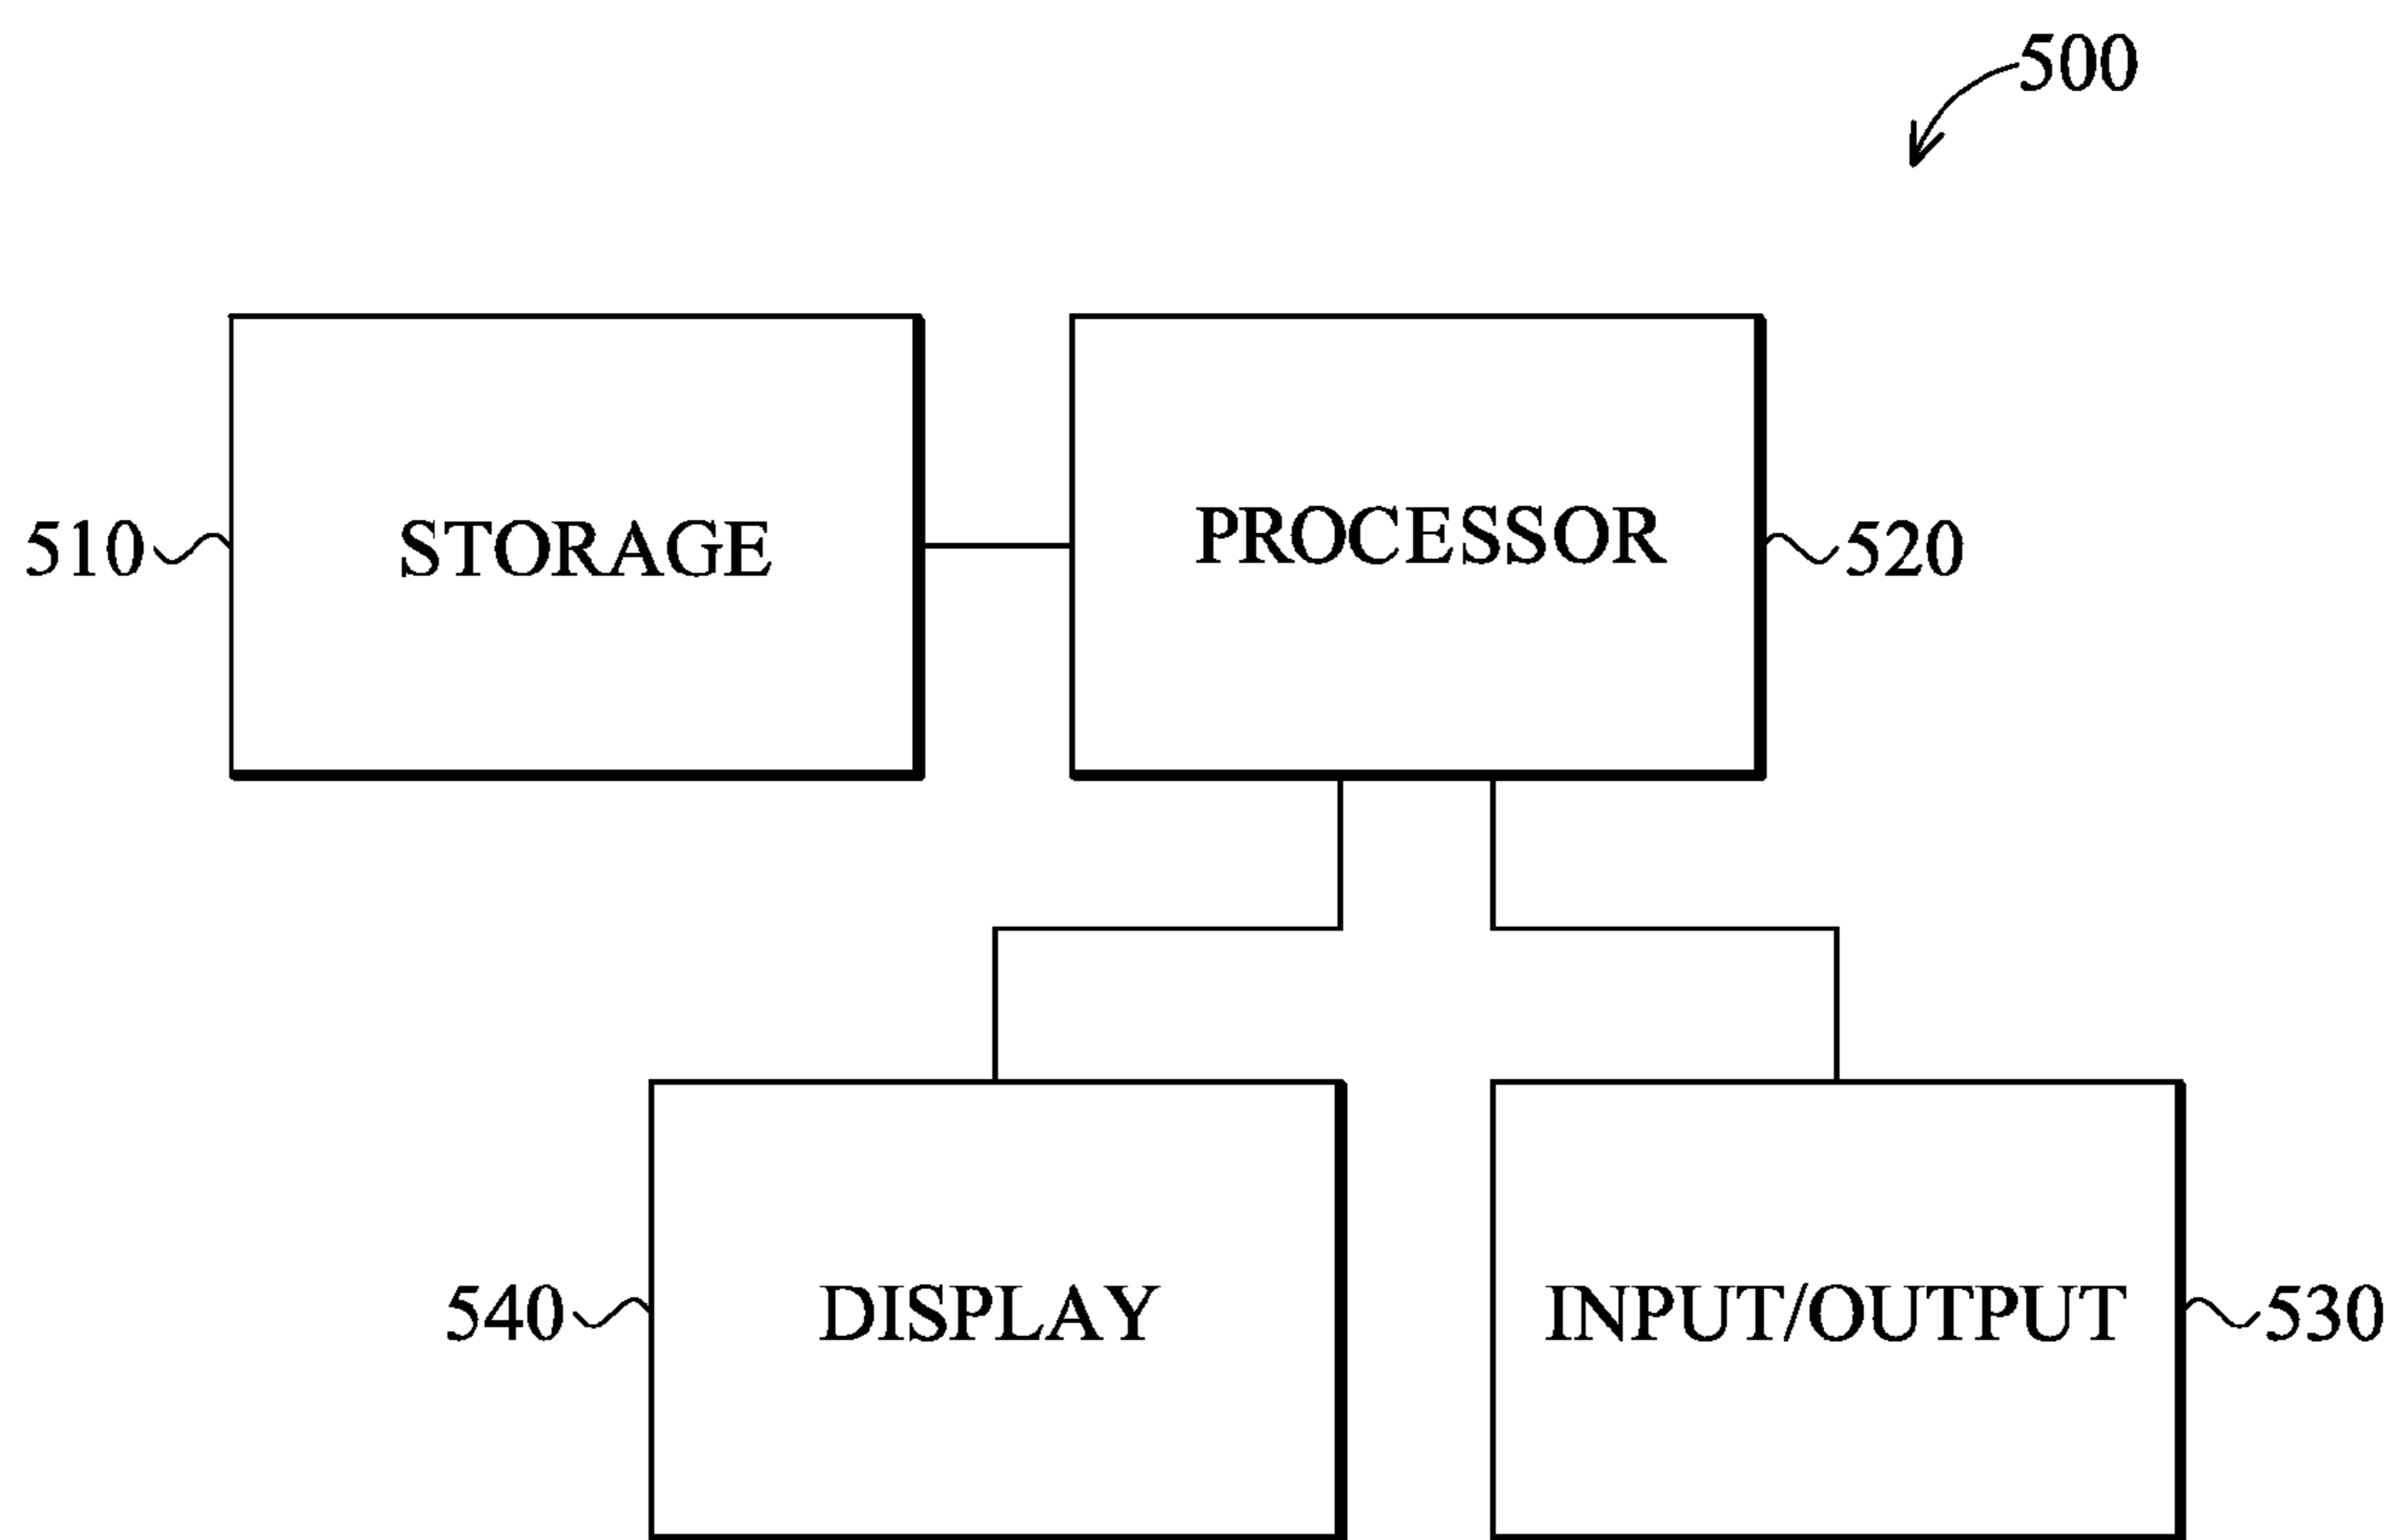 500
510
STORAGE
PROCESSOR
520
540
DISPLAY
INPUT/OUTPUT
530